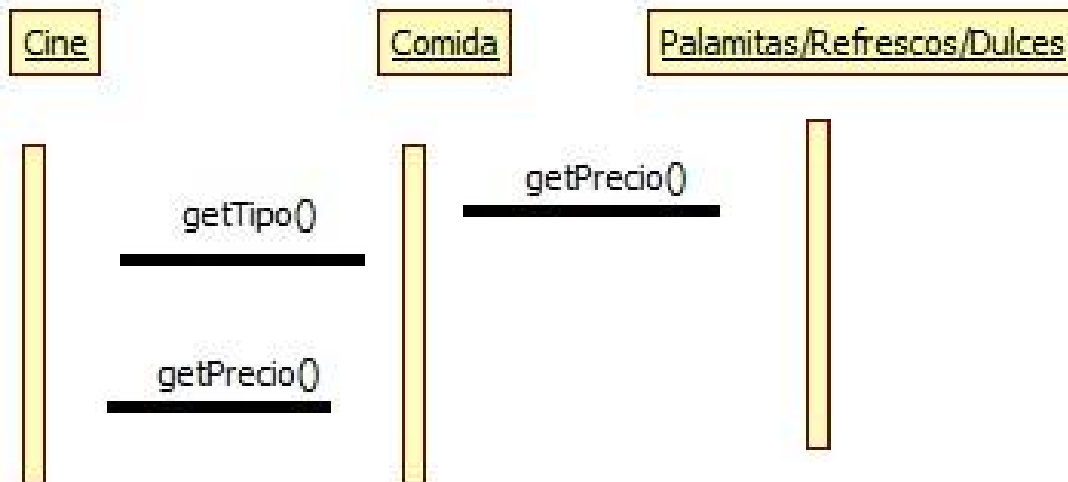 Cine
Comida
Palamitas/Refrescos/Dulces
getPrecio()
getTipo()
getPrecio()